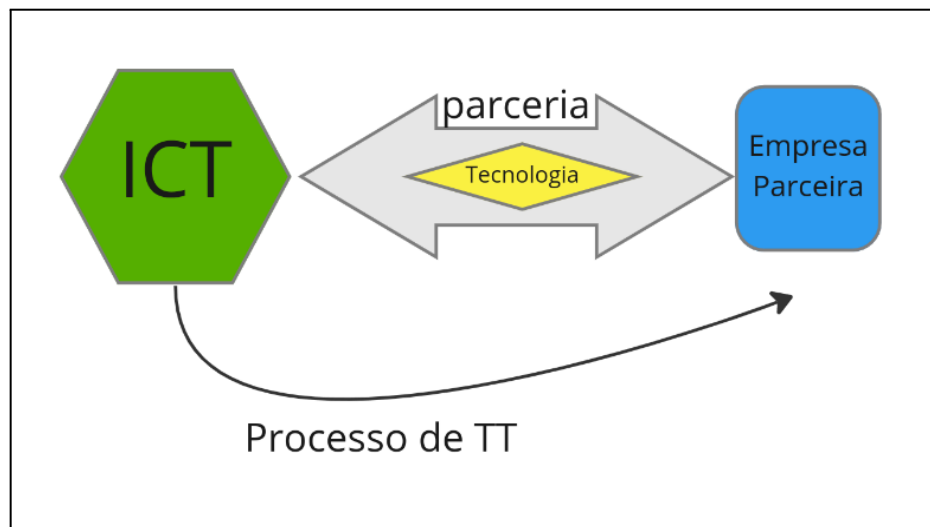 parceria
ICT
Tecnologia
Empresa
Parceira
Processo de TT